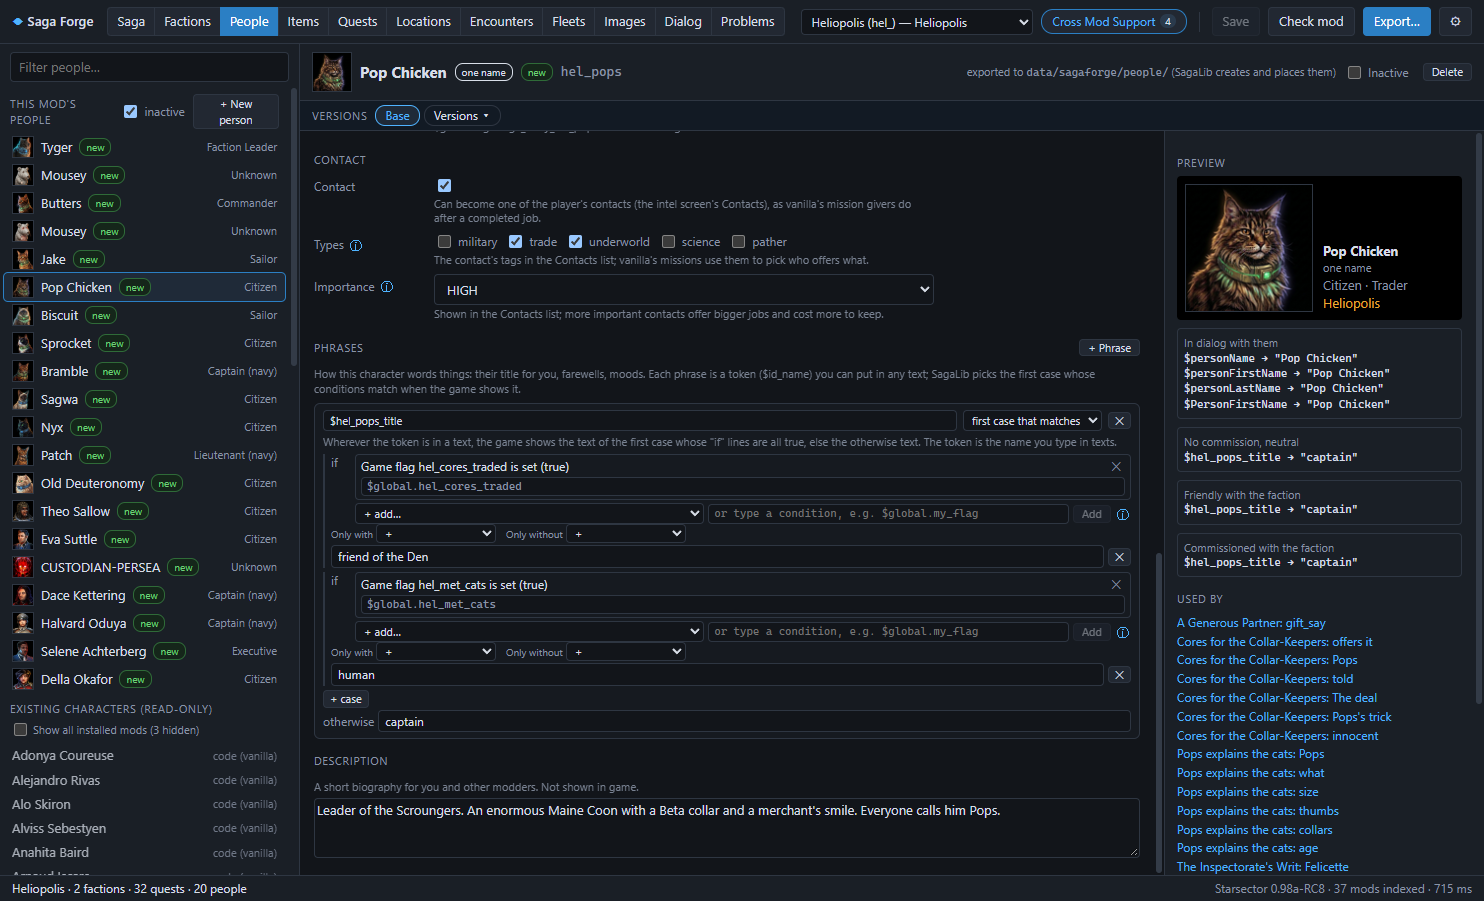 Saga Forge
Saga Factions People Items Quests Locations Encounters Fleets Images Dialog Problems
Heliopolis (hel_) — Heliopolis
Cross Mod Support 4
Save Check mod Export...
Filter people...
THIS MOD'S PEOPLE
inactive
+ New person
Tyger new Faction Leader
Mousey new Unknown
Butters new Commander
Mousey new Unknown
Jake new Sailor
Pop Chicken new Citizen
Biscuit new Sailor
Sprocket new Citizen
Bramble new Captain (navy)
Sagwa new Citizen
Nyx new Citizen
Patch new Lieutenant (navy)
Old Deuteronomy new Citizen
Theo Sallow new Citizen
Eva Suttle new Citizen
CUSTODIAN-PERSEA new Unknown
Dace Kettering new Captain (navy)
Halvard Oduya new Captain (navy)
Selene Achterberg new Executive
Della Okafor new Citizen
EXISTING CHARACTERS (READ-ONLY)
Show all installed mods (3 hidden)
Adonya Coureuse code (vanilla)
Alejandro Rivas code (vanilla)
Alo Skiron code (vanilla)
Alviss Sebestyen code (vanilla)
Anahita Baird code (vanilla)
Pop Chicken one name new hel_pops
exported to data/sagaforge/people/ (SagaLib creates and places them)
Inactive
Delete
VERSIONS Base Versions
CONTACT
Contact
Can become one of the player's contacts (the intel screen's Contacts), as vanilla's mission givers do
after a completed job.
Types military trade underworld science pather
The contact's tags in the Contacts list; vanilla's missions use them to pick who offers what.
Importance HIGH
Shown in the Contacts list; more important contacts offer bigger jobs and cost more to keep.
PHRASES
+ Phrase
How this character words things: their title for you, farewells, moods. Each phrase is a token ($id_name) you can put in any text; SagaLib picks the first case whose
conditions match when the game shows it.
$hel_pops_title first case that matches
Wherever the token is in a text, the game shows the text of the first case whose "if" lines are all true, else the otherwise text. The token is the name you type in texts.
if Game flag hel_cores_traded is set (true)
$global.hel_cores_traded
+ add... or type a condition, e.g. $global.my_flag Add
Only with + Only without +
friend of the Den
if Game flag hel_met_cats is set (true)
$global.hel_met_cats
+ add... or type a condition, e.g. $global.my_flag Add
Only with + Only without +
human
+ case
otherwise captain
DESCRIPTION
A short biography for you and other modders. Not shown in game.
Leader of the Scroungers. An enormous Maine Coon with a Beta collar and a merchant's smile. Everyone calls him Pops.
PREVIEW
Pop Chicken
one name
Citizen · Trader
Heliopolis
In dialog with them
$personName → "Pop Chicken"
$personFirstName → "Pop Chicken"
$personLastName → "Pop Chicken"
$PersonFirstName → "Pop Chicken"
No commission, neutral
$hel_pops_title → "captain"
Friendly with the faction
$hel_pops_title → "captain"
Commissioned with the faction
$hel_pops_title → "captain"
USED BY
A Generous Partner: gift_say
Cores for the Collar-Keepers: offers it
Cores for the Collar-Keepers: Pops
Cores for the Collar-Keepers: told
Cores for the Collar-Keepers: The deal
Cores for the Collar-Keepers: Pops's trick
Cores for the Collar-Keepers: innocent
Pops explains the cats: Pops
Pops explains the cats: what
Pops explains the cats: size
Pops explains the cats: thumbs
Pops explains the cats: collars
Pops explains the cats: age
The Inspectorate's Writ: Felicette
Heliopolis · 2 factions · 32 quests · 20 people
Starsector 0.98a-RC8 · 37 mods indexed · 715 ms